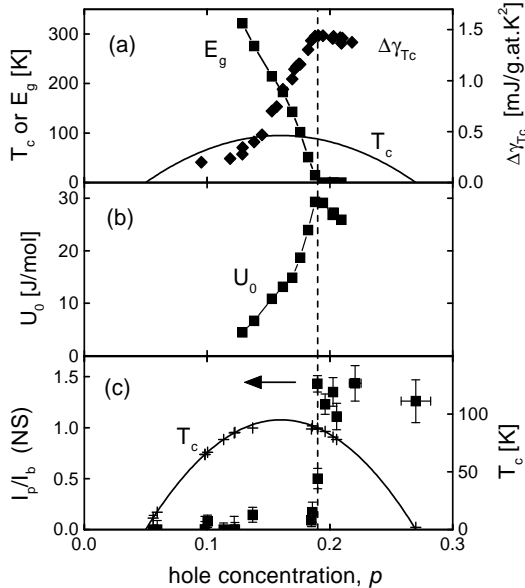 (a)
E_g
Δγ_Tc
T_c
T_c or E_g [K]
300
200
100
0
Δγ_Tc [mJ/g.at.K²]
1.5
1.0
0.5
0.0
(b)
U_0
U_0 [J/mol]
30
20
10
0
(c)
T_c
I_p/I_b (NS)
1.5
1.0
0.5
0.0
T_c [K]
100
50
0
0.0 0.1 0.2 0.3
hole concentration, p